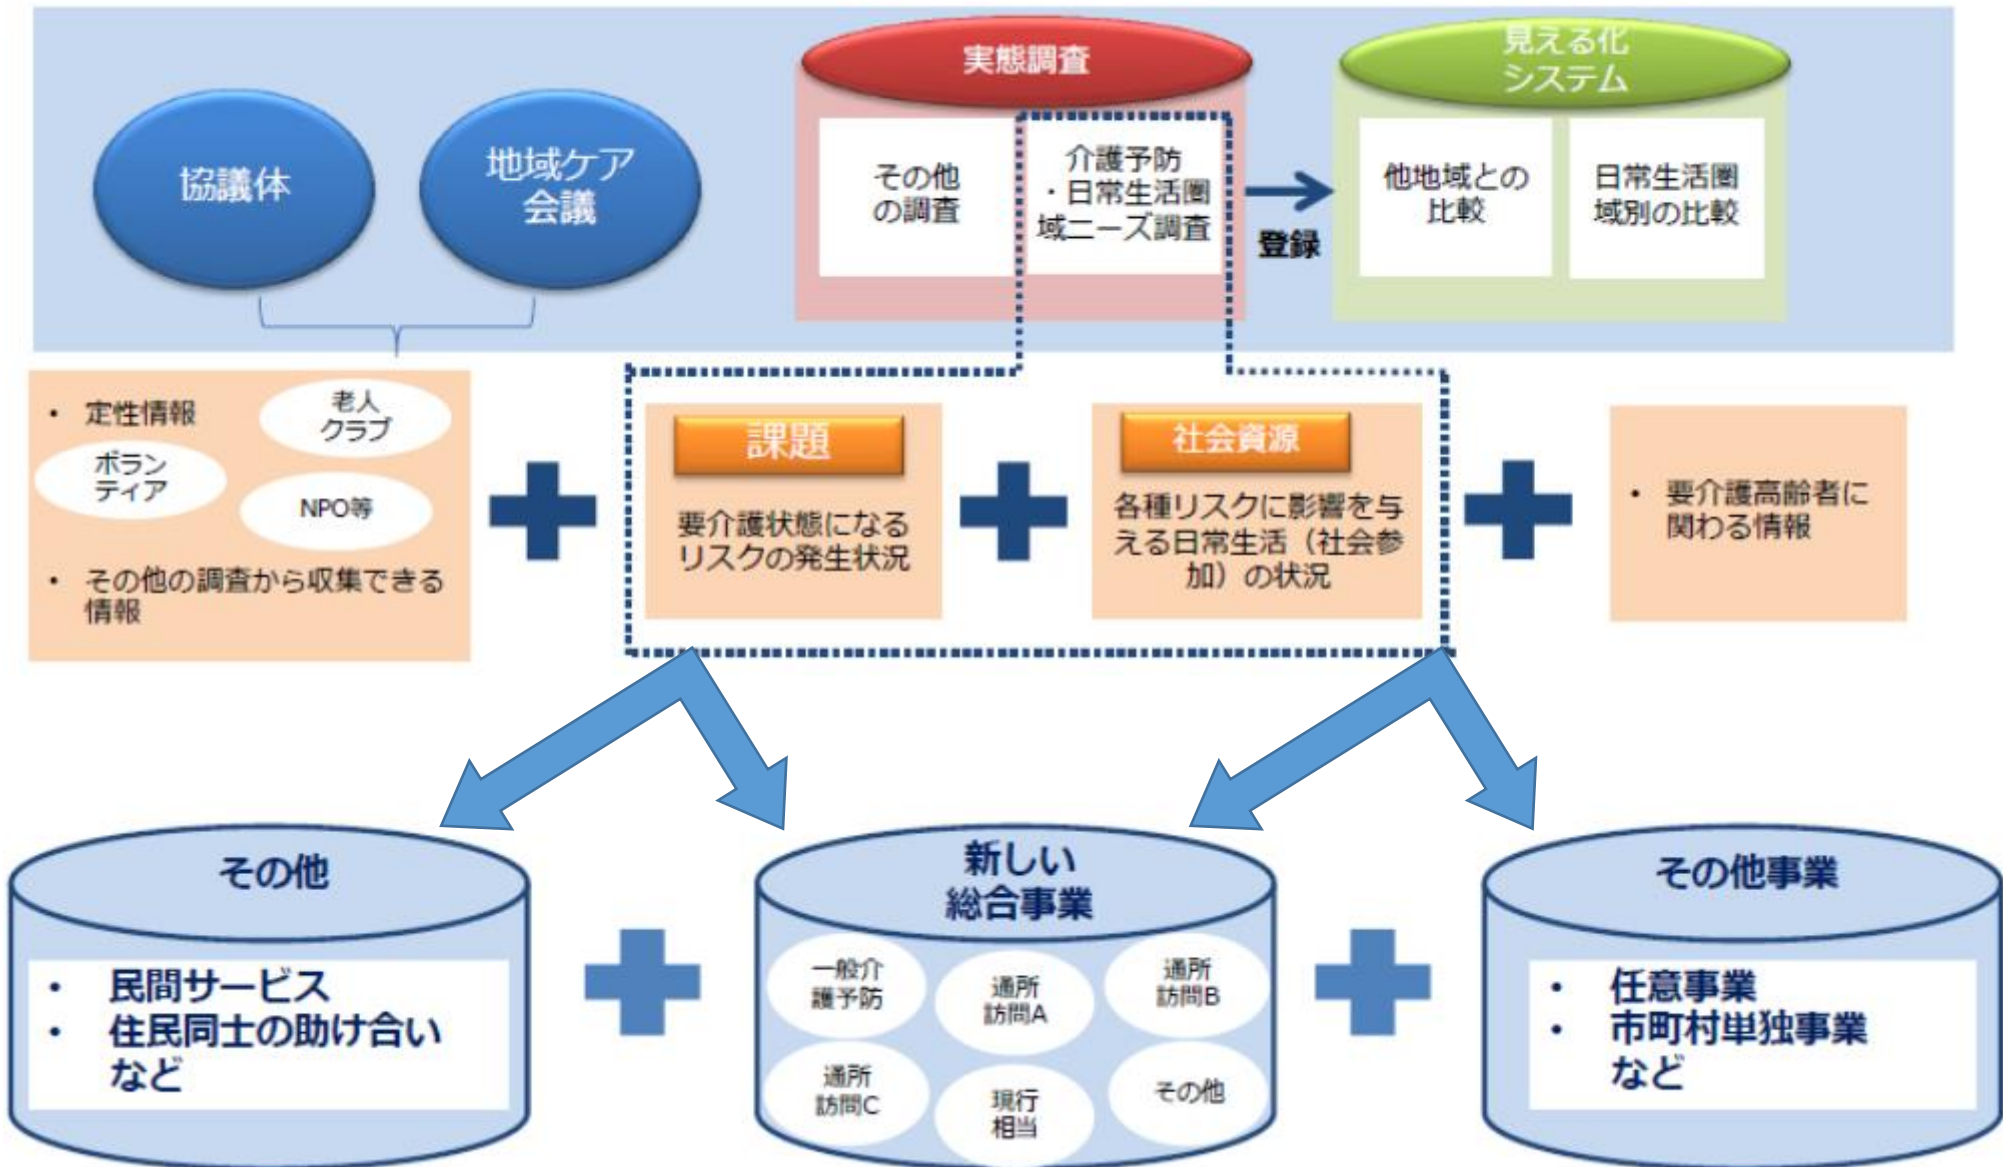 実態調査
見える化
システム
協議体
地域ケア
会議
その他
の調査
介護予防
・日常生活圏
域ニーズ調査
登録
他地域との
比較
日常生活圏
域別の比較
• 定性情報
老人
クラブ
ボラン
ティア
NPO等
• その他の調査から収集できる
情報
課題
要介護状態になる
リスクの発生状況
社会資源
各種リスクに影響を与
える日常生活（社会参
加）の状況
• 要介護高齢者に
関わる情報
その他
• 民間サービス
• 住民同士の助け合い
など
新しい
総合事業
一般介
護予防
通所
訪問A
通所
訪問B
通所
訪問C
現行
相当
その他
その他事業
• 任意事業
• 市町村単独事業
など